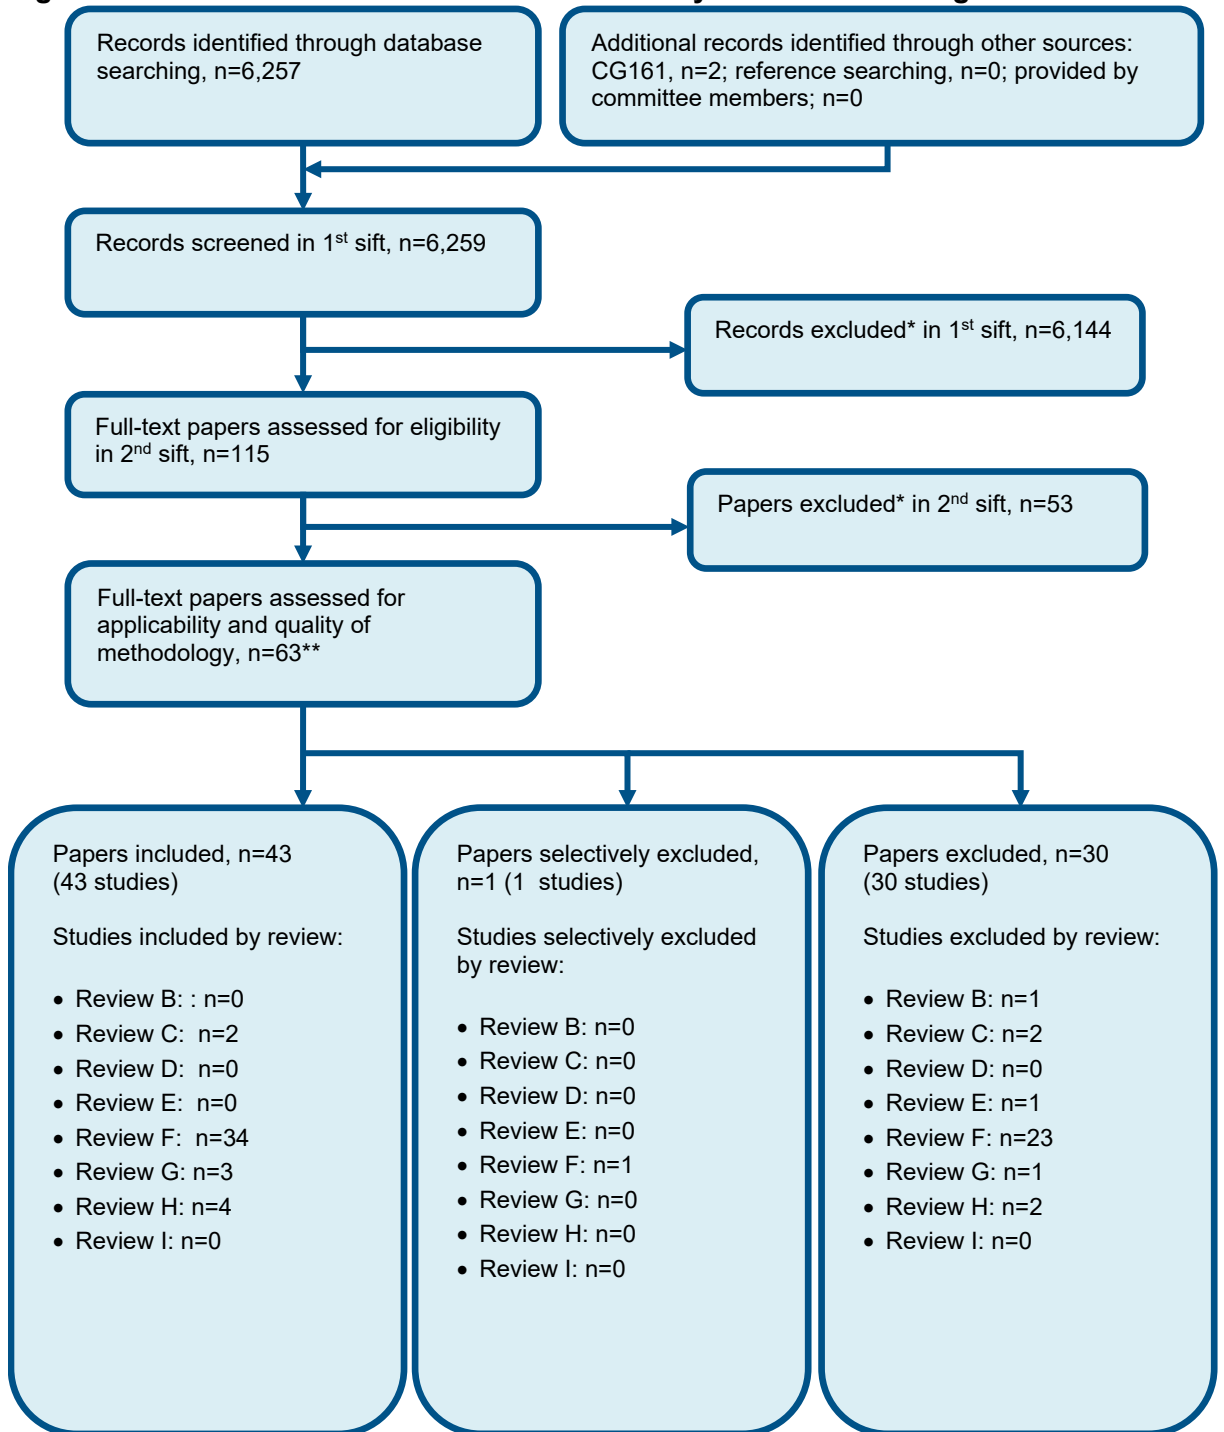 Records identified through database
searching, n=6,257
Additional records identified through other sources:
CG161, n=2; reference searching, n=0; provided by
committee members; n=0
Records screened in 1st sift, n=6,259
Records excluded* in 1st sift, n=6,144
Full-text papers assessed for eligibility
in 2nd sift, n=115
Papers excluded* in 2nd sift, n=53
Full-text papers assessed for
applicability and quality of
methodology, n=63**
Papers included, n=43
(43 studies)
Studies included by review:
• Review B: : n=0
• Review C:  n=2
• Review D:  n=0
• Review E:  n=0
• Review F:  n=34
• Review G: n=3
• Review H: n=4
• Review I: n=0
Papers selectively excluded,
n=1 (1  studies)
Studies selectively excluded
by review:
• Review B: n=0
• Review C: n=0
• Review D: n=0
• Review E: n=0
• Review F: n=1
• Review G: n=0
• Review H: n=0
• Review I: n=0
Papers excluded, n=30
(30 studies)
Studies excluded by review:
• Review B: n=1
• Review C: n=2
• Review D: n=0
• Review E: n=1
• Review F: n=23
• Review G: n=1
• Review H: n=2
• Review I: n=0